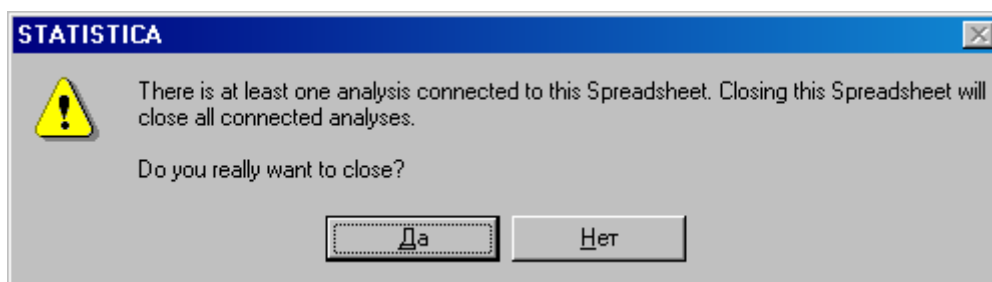 STATISTICA
There is at least one analysis connected to this Spreadsheet. Closing this Spreadsheet will
close all connected analyses.
Do you really want to close?
Да
Нет